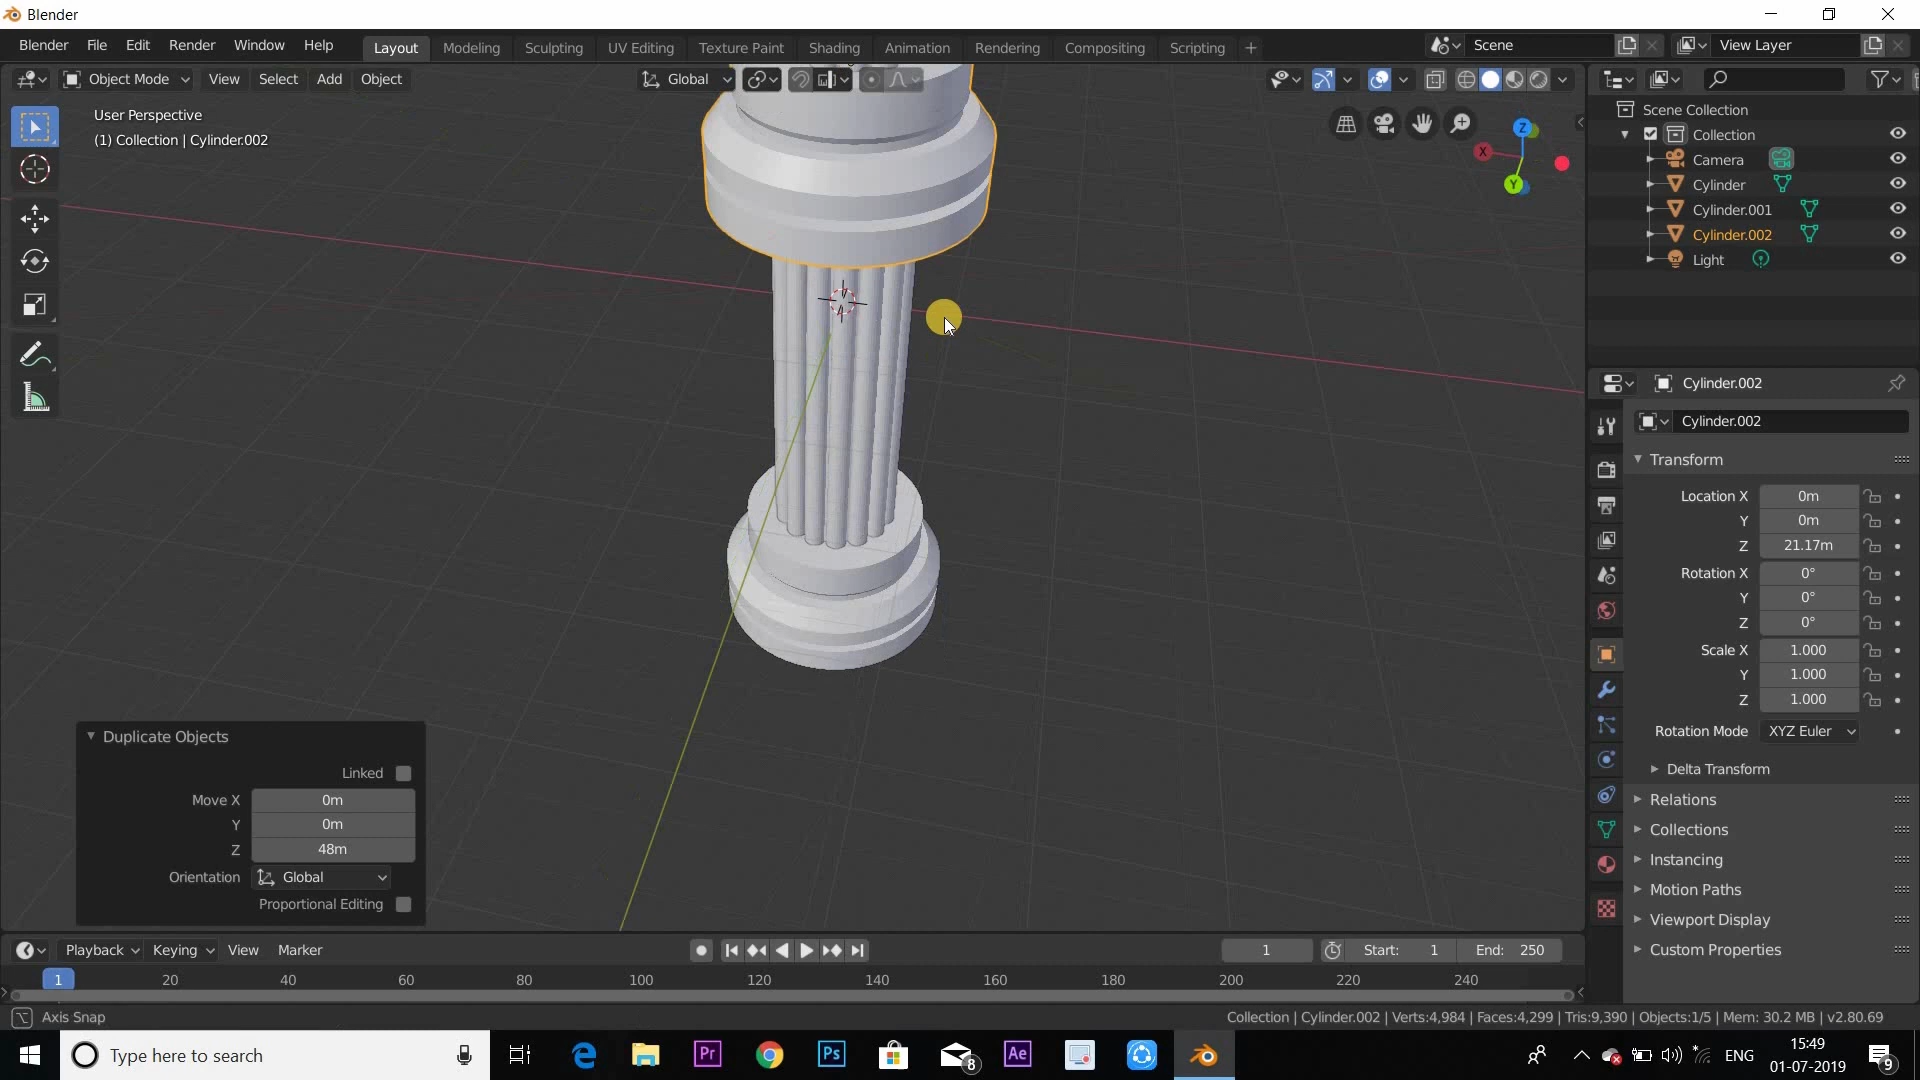 Blender
Blender File Edit Render Window Help Layout Modeling Sculpting UV Editing Texture Paint Shading Animation Rendering Compositing Scripting + Scene View Layer
Object Mode View Select Add Object Global
User Perspective
(1) Collection | Cylinder.002
Z
X
Y
Scene Collection
Collection
Camera
Cylinder
Cylinder.001
Cylinder.002
Light
Cylinder.002
Cylinder.002
Transform
Location X 0m
Y 0m
Z 21.17m
Rotation X 0°
Y 0°
Z 0°
Scale X 1.000
Y 1.000
Z 1.000
Rotation Mode XYZ Euler
Delta Transform
Relations
Collections
Instancing
Motion Paths
Viewport Display
Custom Properties
Duplicate Objects
Linked
Move X 0m
Y 0m
Z 48m
Orientation Global
Proportional Editing
Playback Keying View Marker 1 Start: 1 End: 250
1 20 40 60 80 100 120 140 160 180 200 220 240
Axis Snap Collection | Cylinder.002 | Verts:4,984 | Faces:4,299 | Tris:9,390 | Objects:1/5 | Mem: 30.2 MB | v2.80.69
Type here to search Pr Ps 8 Ae ENG 15:49
01-07-2019 9